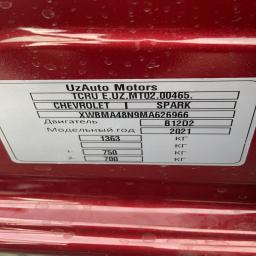 UzAuto Motors
TCRU E.UZ.MT02.00465.
CHEVROLET | SPARK
XWBMA48N9MA626966
Двигатель B12D2
Модельный год 2021
1363 КГ
КГ
1- 750 КГ
2- 700 КГ